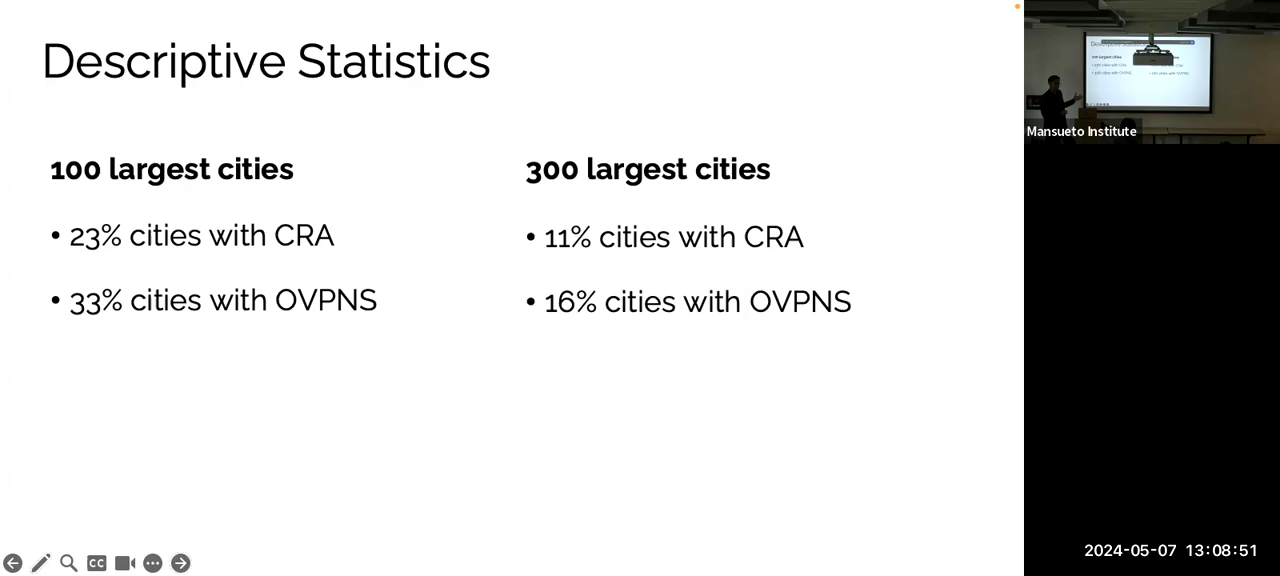 Descriptive Statistics
100 largest cities
• 23% cities with CRA
• 33% cities with OVPNS
300 largest cities
• 11% cities with CRA
• 16% cities with OVPNS
Mansueto Institute
CC
2024-05-07 13:08:51